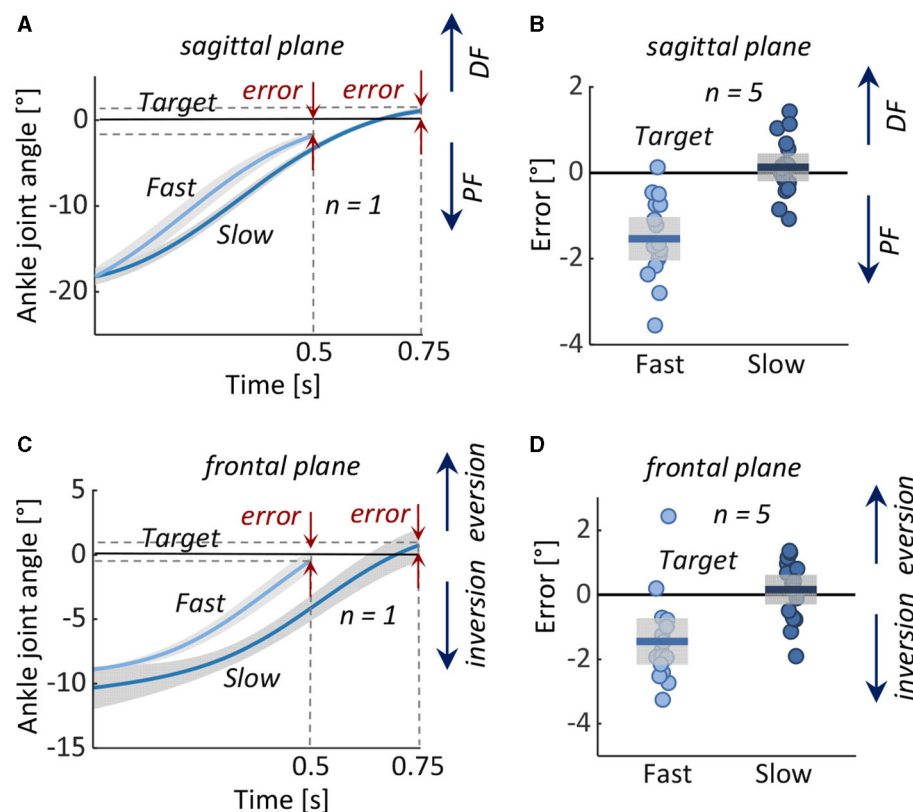 A
sagittal plane
DF
PF
Ankle joint angle [°]
0
-10
-20
Target
error
error
Fast
Slow
n = 1
0.5
0.75
Time [s]
B
sagittal plane
n = 5
Target
DF
PF
Error [°]
2
0
-2
-4
Fast
Slow
C
frontal plane
eversion
inversion
Ankle joint angle [°]
5
0
-5
-10
-15
Target
error
error
Fast
Slow
n = 1
0.5
0.75
Time [s]
D
frontal plane
n = 5
Target
eversion
inversion
Error [°]
2
0
-2
-4
Fast
Slow